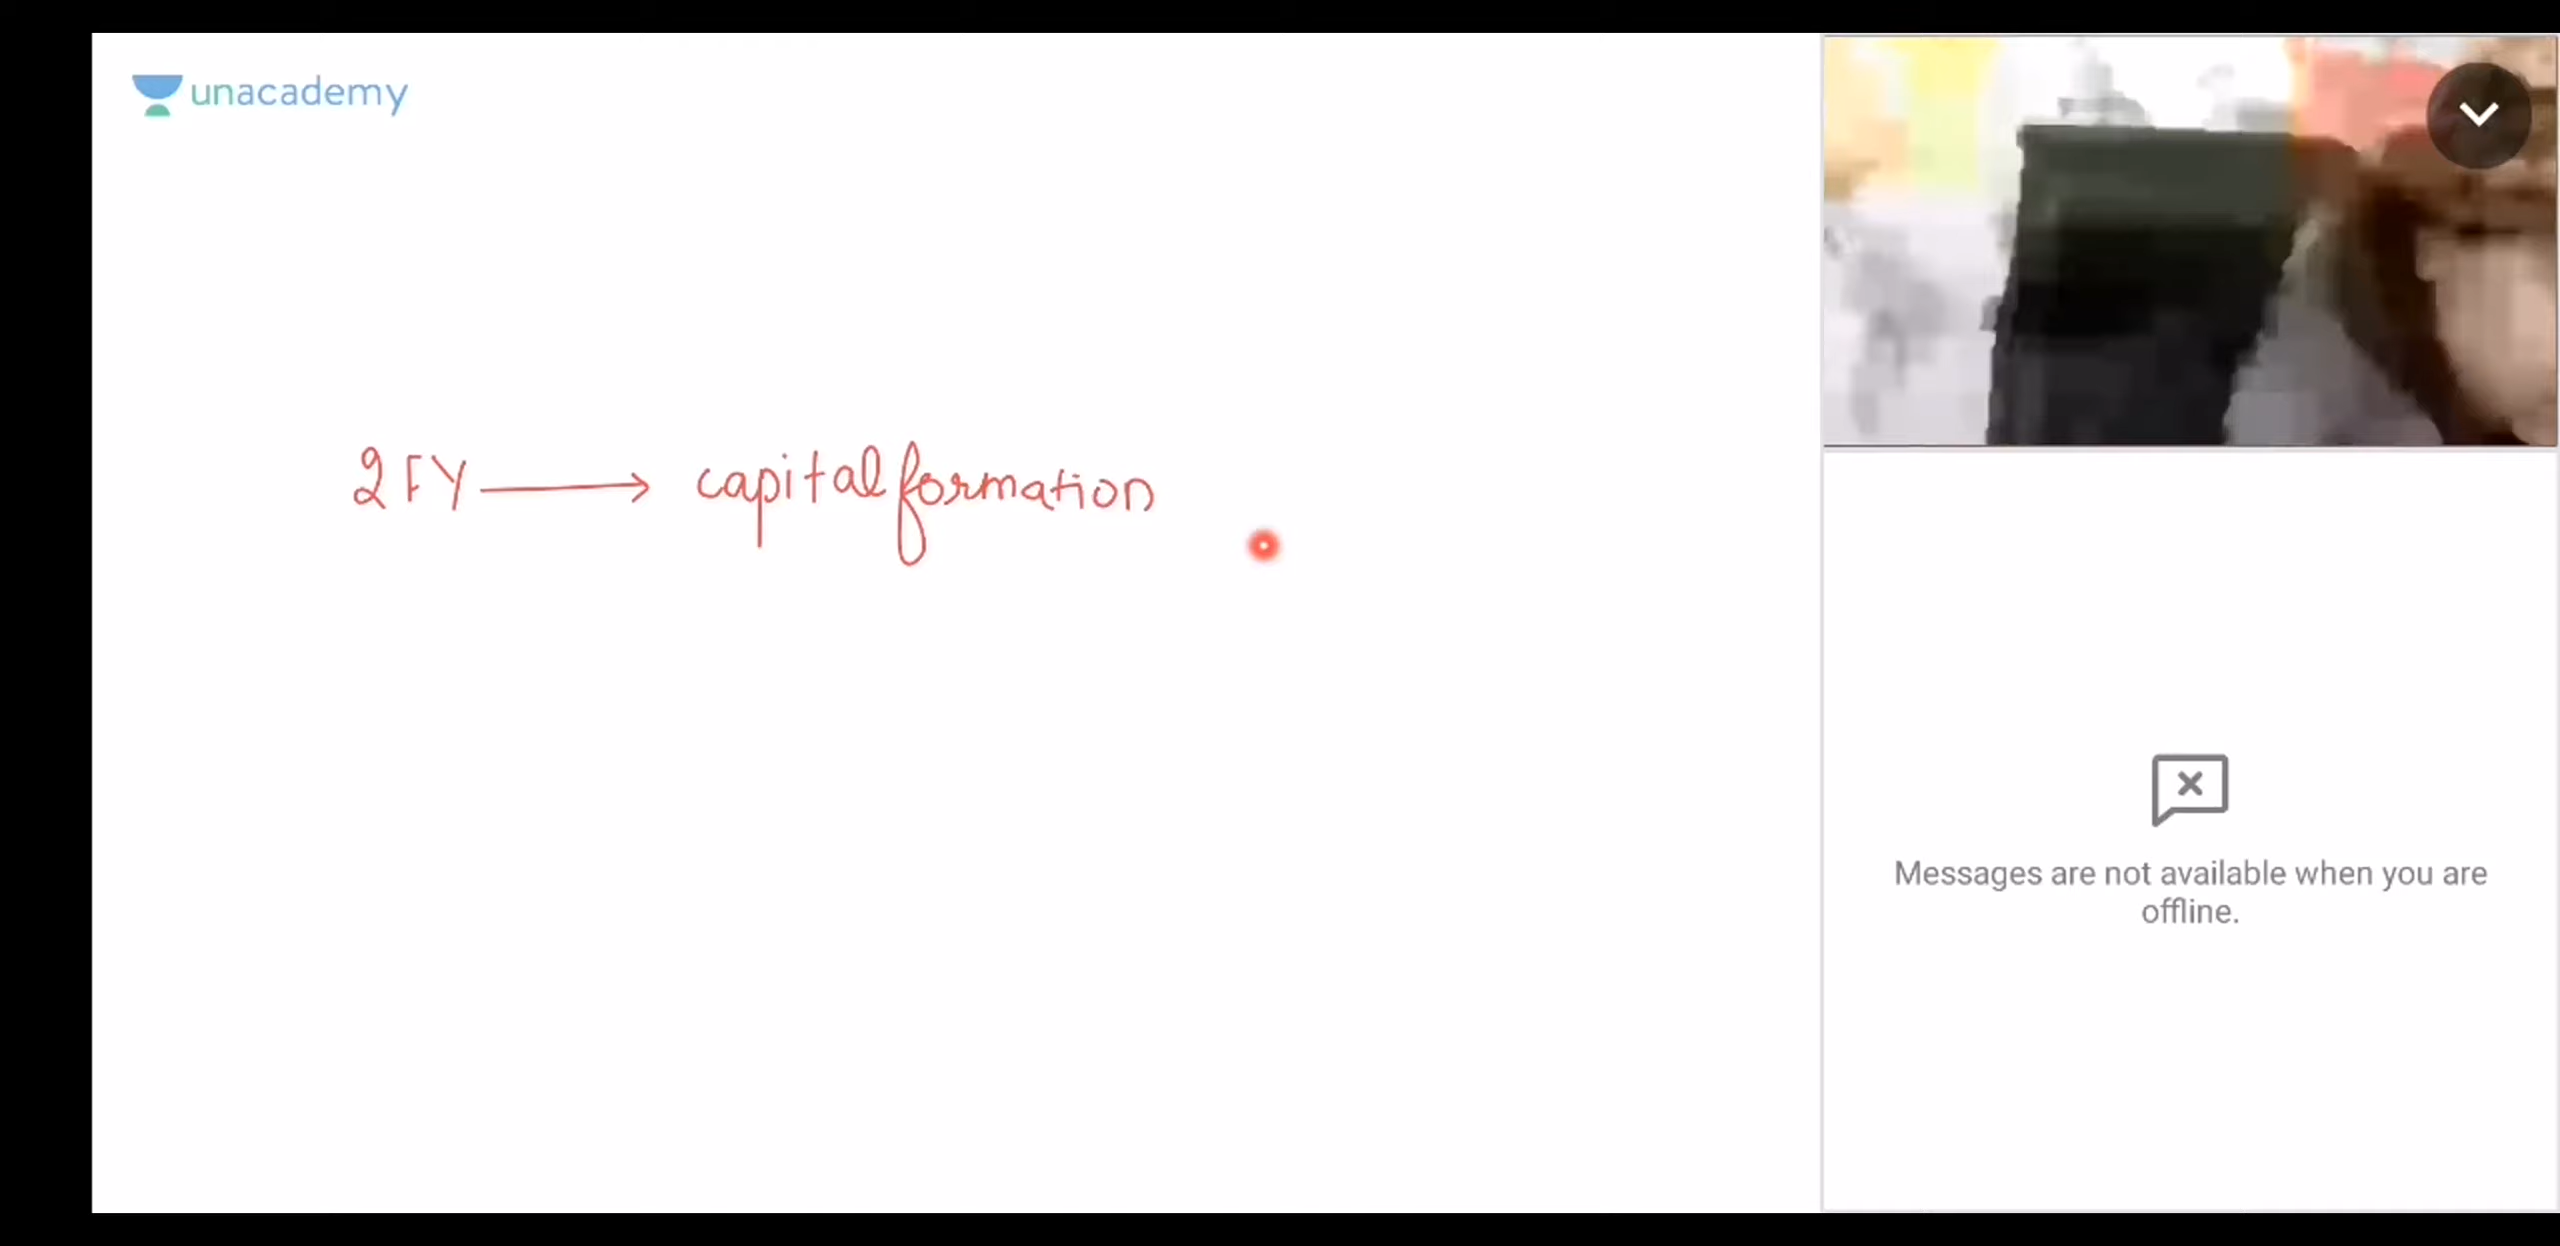 unacademy
2FY → capital formation
Messages are not available when you are
offline.